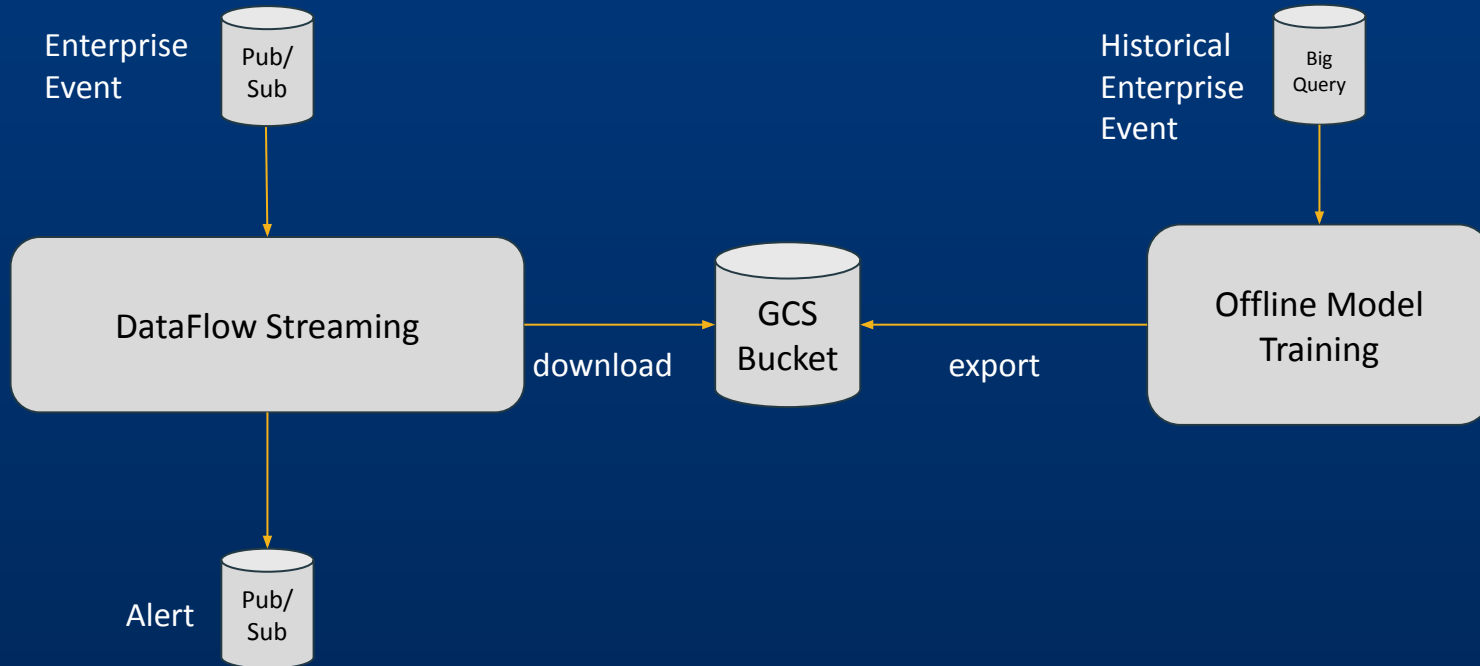 Enterprise
Event
Pub/
Sub
Historical
Enterprise
Event
Big
Query
DataFlow Streaming
download
GCS
Bucket
export
Offline Model
Training
Alert
Pub/
Sub